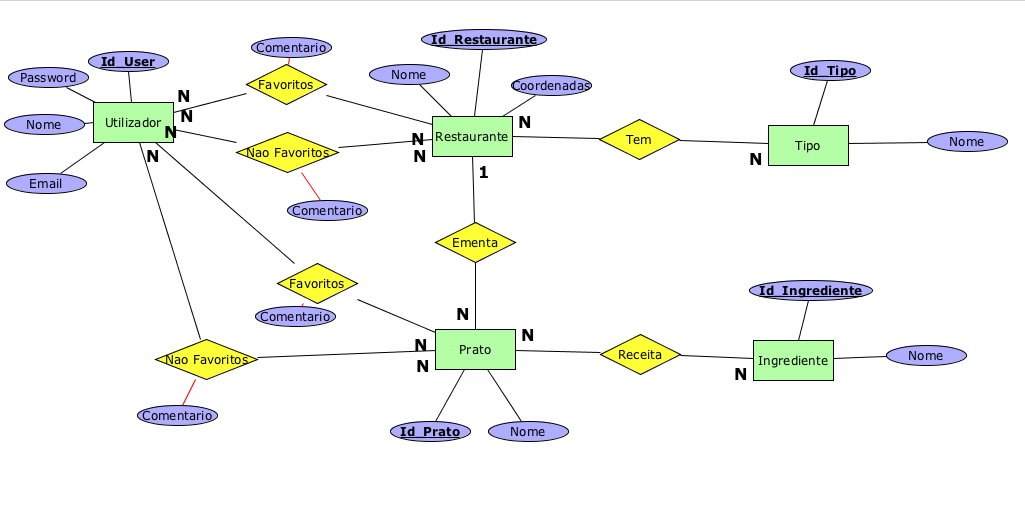 Id_Restaurante
Comentario
Id_User
Id_Tipo
Password
Nome
Favoritos
Coordenadas
N
N
N
Nome
Utilizador
N
Restaurante
Tem
Tipo
Nome
N
N
Nao Favoritos
N
N
N
1
Email
Comentario
Ementa
Favoritos
Id_Ingrediente
Comentario
N
N
N
Prato
Receita
Ingrediente
Nome
Nao Favoritos
N
N
Comentario
Id_Prato
Nome